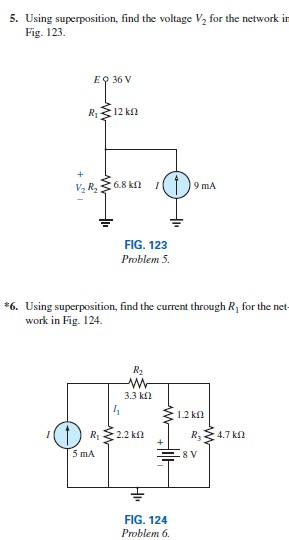 5. Using superposition, find the voltage V₂ for the network in
Fig. 123.
E 36 V
R₁ 12 kΩ
+
V₂ R₂ 6.8 kΩ I 9 mA
–
FIG. 123
Problem 5.
*6. Using superposition, find the current through R₁ for the net-
work in Fig. 124.
R₂
3.3 kΩ
I₁
1.2 kΩ
I R₁ 2.2 kΩ R₃ 4.7 kΩ
+
5 mA 8 V
–
FIG. 124
Problem 6.